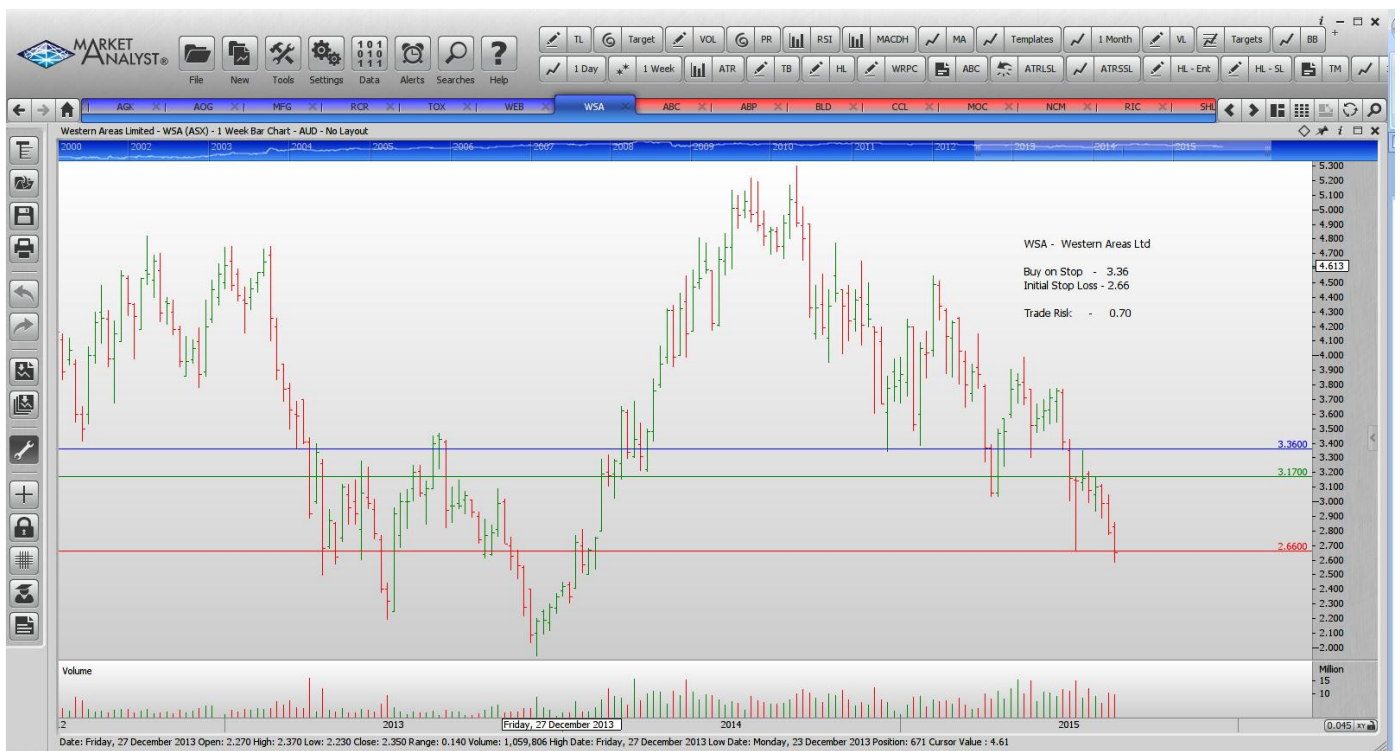 MARKET
ANALYST®
File New Tools Settings Data Alerts Searches Help
101
010
111
TL Target VOL PR RSI MACDH MA Templates 1 Month VL Targets BB
1 Day 1 Week ATR TB HL WRPC ABC ATRLSL ATRSSL HL - Ent HL - SL TM
AGK AOG MFG RCR TOX WEB WSA ABC ABP BLD CCL MOC NCM RIC SHL
Western Areas Limited - WSA (ASX) - 1 Week Bar Chart - AUD - No Layout
2000 2002 2003 2004 2005 2006 2007 2008 2009 2010 2011 2012 2013 2014 2015
5.300
5.200
5.100
5.000
4.900
4.800
4.700
4.613
4.500
4.400
4.300
4.200
4.100
4.000
3.900
3.800
3.700
3.600
3.500
3.400
3.300
3.200
3.100
3.000
2.900
2.800
2.700
2.600
2.500
2.400
2.300
2.200
2.100
2.000
WSA - Western Areas Ltd
Buy on Stop - 3.36
Initial Stop Loss - 2.66
Trade Risk - 0.70
3.3600
3.1700
2.6600
Volume
Million
15
10
12 2013 Friday, 27 December 2013 2014 2015
0.045 XY
Date: Friday, 27 December 2013 Open: 2.270 High: 2.370 Low: 2.230 Close: 2.350 Range: 0.140 Volume: 1,059,806 High Date: Friday, 27 December 2013 Low Date: Monday, 23 December 2013 Position: 671 Cursor Value : 4.61